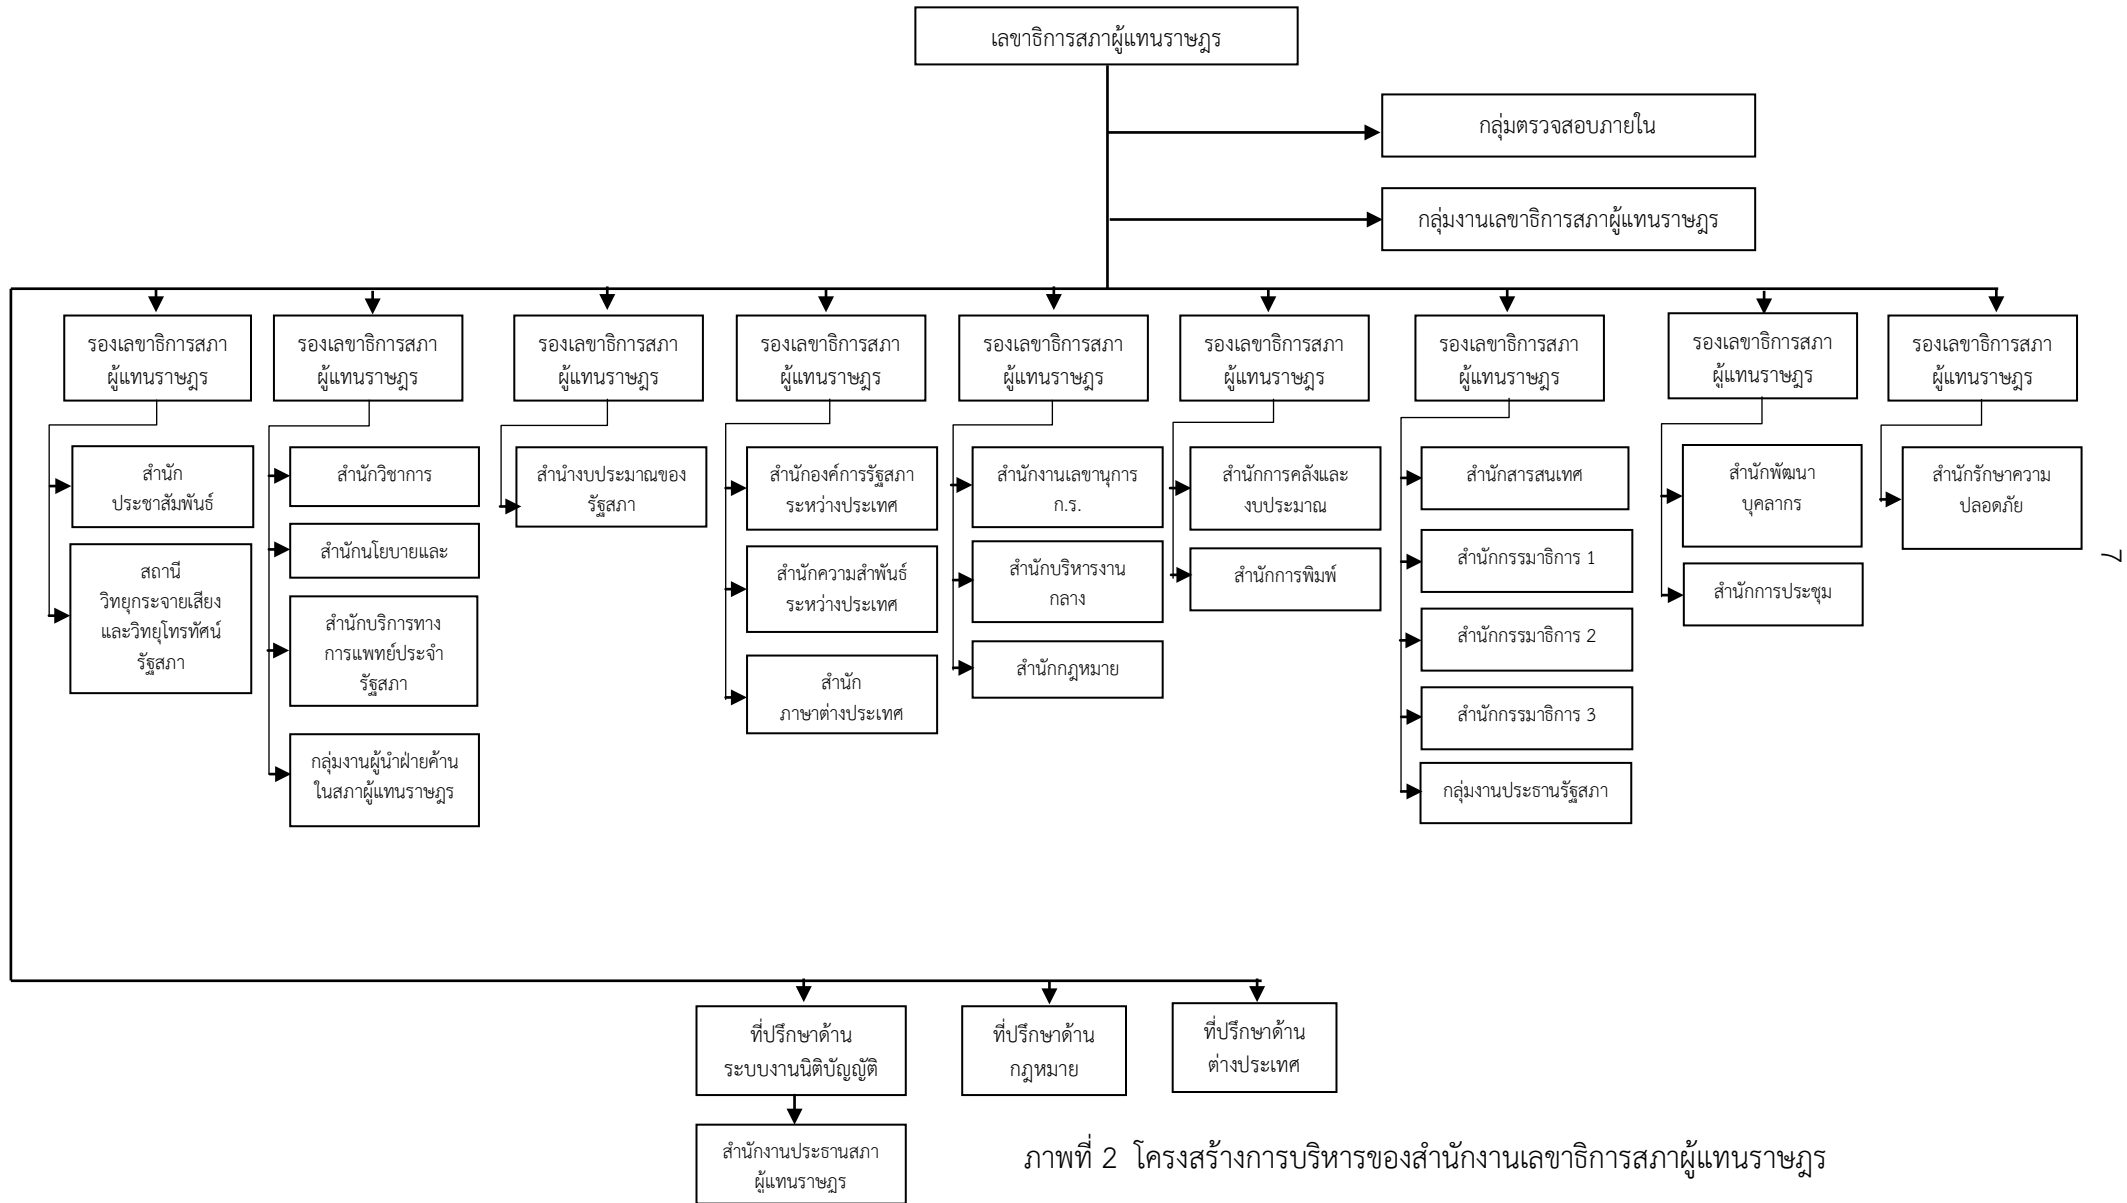 เลขาธิการสภาผู้แทนราษฎร
กลุ่มตรวจสอบภายใน
กลุ่มงานเลขาธิการสภาผู้แทนราษฎร
รองเลขาธิการสภา
ผู้แทนราษฎร
รองเลขาธิการสภา
ผู้แทนราษฎร
รองเลขาธิการสภา
ผู้แทนราษฎร
รองเลขาธิการสภา
ผู้แทนราษฎร
รองเลขาธิการสภา
ผู้แทนราษฎร
รองเลขาธิการสภา
ผู้แทนราษฎร
รองเลขาธิการสภา
ผู้แทนราษฎร
รองเลขาธิการสภา
ผู้แทนราษฎร
รองเลขาธิการสภา
ผู้แทนราษฎร
สำนัก
ประชาสัมพันธ์
สถานี
วิทยุกระจายเสียง
และวิทยุโทรทัศน์
รัฐสภา
สำนักวิชาการ
สำนักนโยบายและ
สำนักบริการทาง
การแพทย์ประจำ
รัฐสภา
กลุ่มงานผู้นำฝ่ายค้าน
ในสภาผู้แทนราษฎร
สำนำงบประมาณของ
รัฐสภา
สำนักองค์การรัฐสภา
ระหว่างประเทศ
สำนักความสำพันธ์
ระหว่างประเทศ
สำนัก
ภาษาต่างประเทศ
สำนักงานเลขานุการ
ก.ร.
สำนักบริหารงาน
กลาง
สำนักกฎหมาย
สำนักการคลังและ
งบประมาณ
สำนักการพิมพ์
สำนักสารสนเทศ
สำนักกรรมาธิการ 1
สำนักกรรมาธิการ 2
สำนักกรรมาธิการ 3
กลุ่มงานประธานรัฐสภา
สำนักพัฒนา
บุคลากร
สำนักการประชุม
สำนักรักษาความ
ปลอดภัย
7
ที่ปรึกษาด้าน
ระบบงานนิติบัญญัติ
ที่ปรึกษาด้าน
กฎหมาย
ที่ปรึกษาด้าน
ต่างประเทศ
สำนักงานประธานสภา
ผู้แทนราษฎร
ภาพที่ 2 โครงสร้างการบริหารของสำนักงานเลขาธิการสภาผู้แทนราษฎร